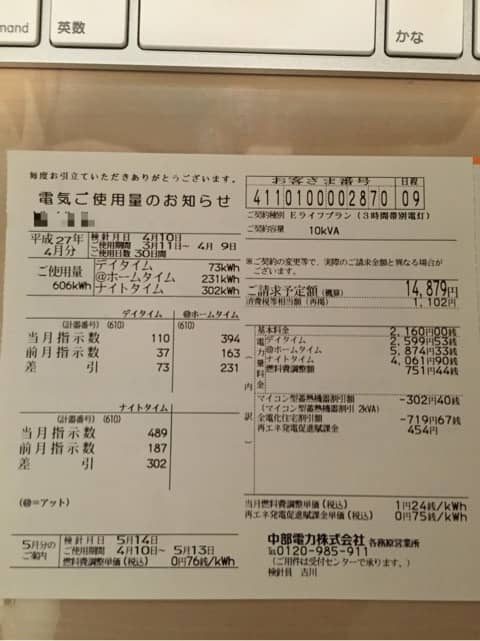 mand
英数
かな
毎度お引立ていただきありがとうございます。
電気ご使用量のお知らせ
平成27年
4月分
検針月日 4月10日
ご使用期間 3月11日～ 4月 9日
ご使用日数 30日間
ご使用量
606kWh
デイタイム 73kWh
@ホームタイム 231kWh
ナイトタイム 302kWh
デイタイム @ホームタイム
(計器番号) (610) (610)
当月指示数 110 394
前月指示数 37 163
差引 73 231
ナイトタイム
(計器番号) (610)
当月指示数 489
前月指示数 187
差引 302
(@=アット)
5月分の
ご案内
検針月日 5月14日
ご使用期間 4月10日～ 5月13日
燃料費調整単価(税込) 0円76銭/kWh
お客さま番号 日程
4110100002870 09
ご契約種別 Eライフプラン(3時間帯別電灯)
ご契約容量 10kVA
※ご契約の変更等で、実際のご請求金額と異なる場合が
ございます。
ご請求予定額(概算) 14,879円
消費税等相当額(再掲) 1,102円
(内訳)
基本料金 2,160円00銭
電力量料金
デイタイム 2,599円53銭
@ホームタイム 5,874円33銭
ナイトタイム 4,061円90銭
燃料費調整額 751円44銭
マイコン型蓄熱機器割引額 -302円40銭
(マイコン型蓄熱機器割引 2kVA)
全電化住宅割引額 -719円67銭
再エネ発電促進賦課金 454円
当月燃料費調整単価(税込) 1円24銭/kWh
再エネ発電促進賦課金単価(税込) 0円75銭/kWh
中部電力株式会社 各務原営業所
℡0120-985-911
(ご用件は受付センターで承ります。)
検針員 吉川